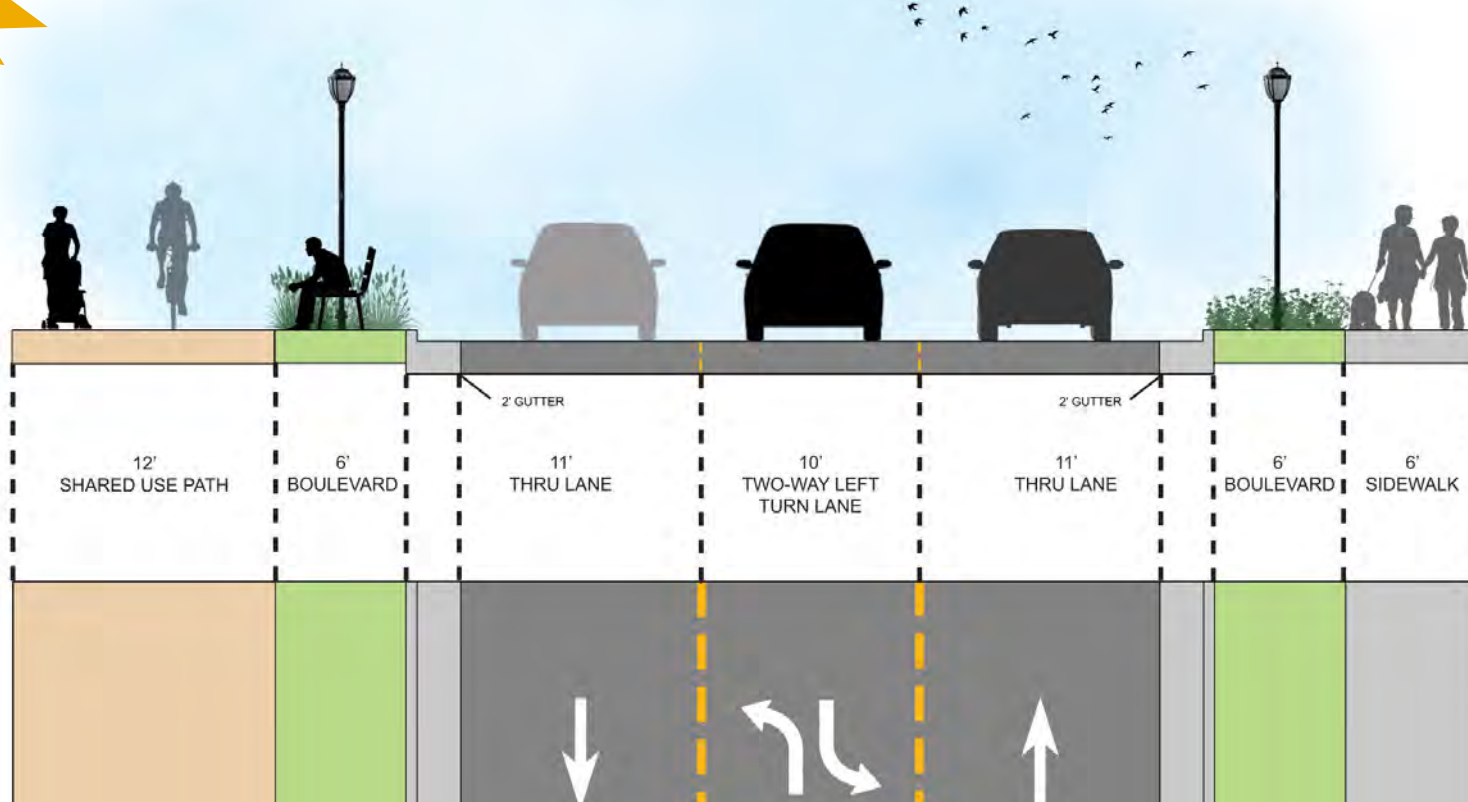 2' GUTTER
2' GUTTER
12'
SHARED USE PATH
6'
BOULEVARD
11'
THRU LANE
10'
TWO-WAY LEFT
TURN LANE
11'
THRU LANE
6'
BOULEVARD
6'
SIDEWALK